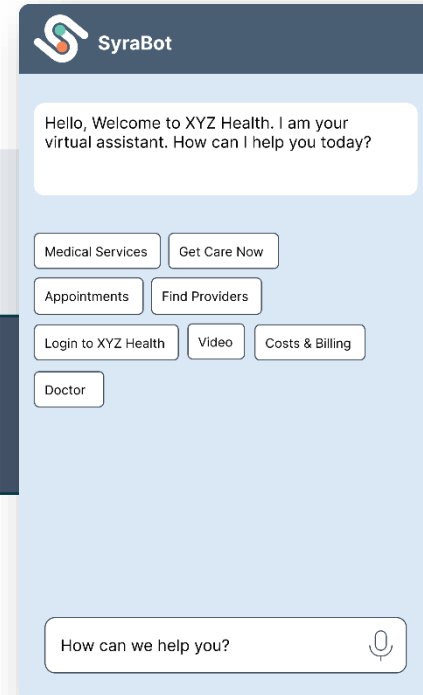 SyraBot
Hello, Welcome to XYZ Health. I am your
virtual assistant. How can I help you today?
Medical Services
Get Care Now
Appointments
Find Providers
Login to XYZ Health
Video
Costs & Billing
Doctor
How can we help you?